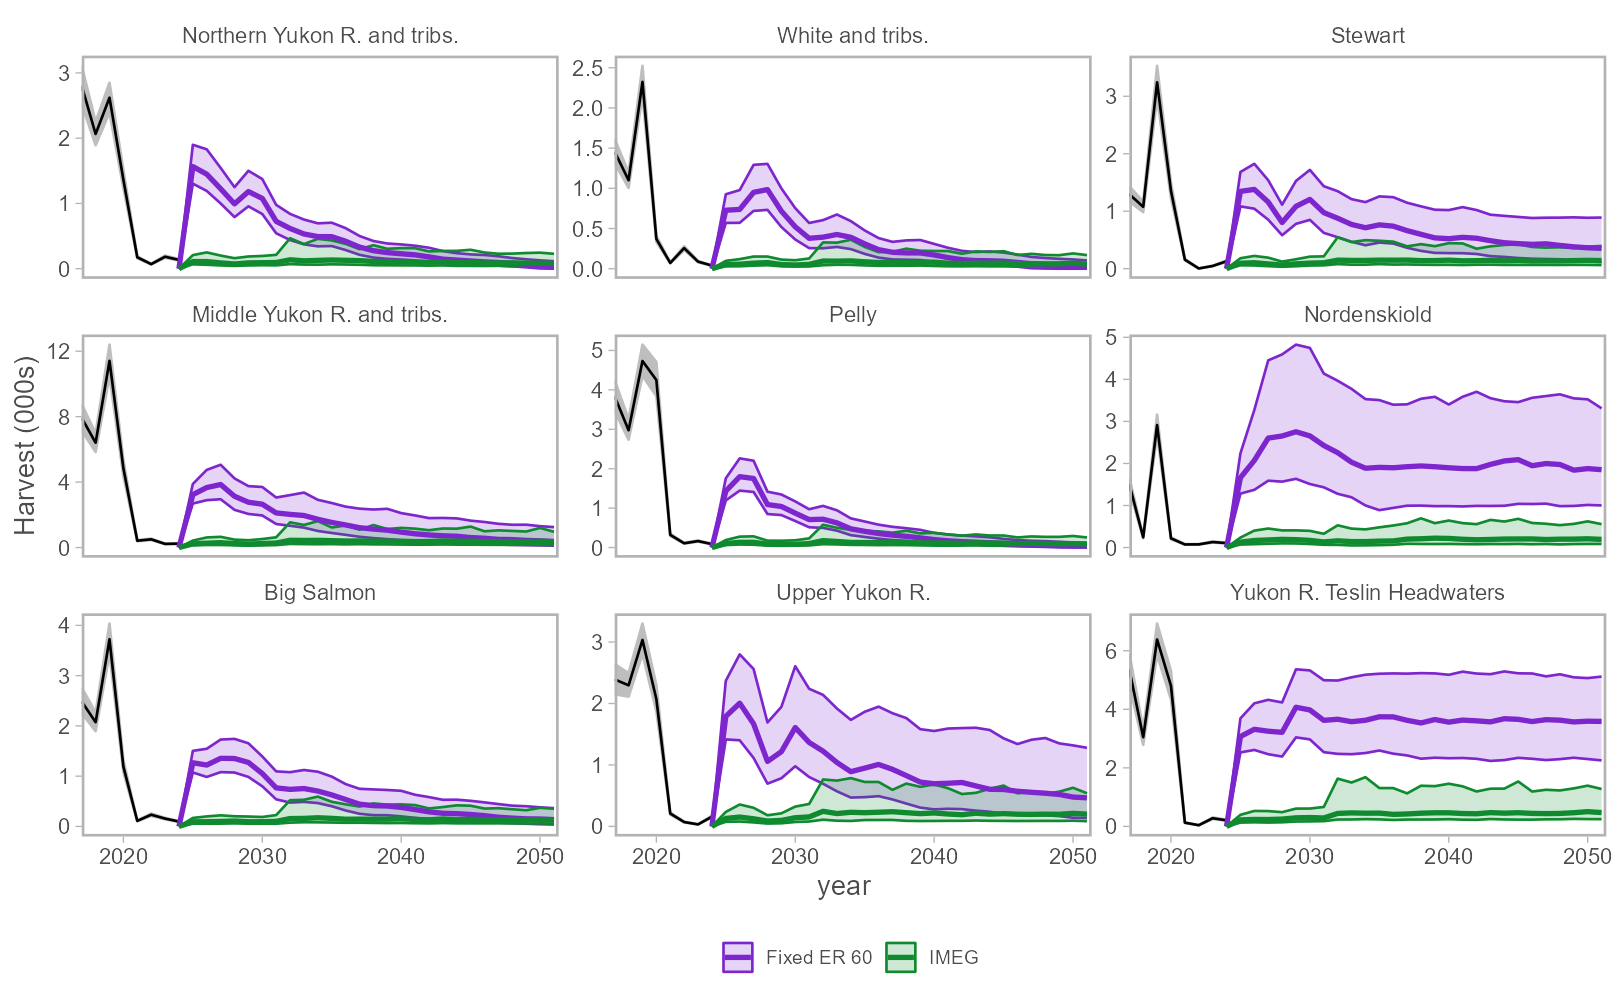 Northern Yukon R. and tribs.
White and tribs.
Stewart
3
2
1
0
2.5
2.0
1.5
1.0
0.5
0.0
3
2
1
0
Middle Yukon R. and tribs.
Pelly
Nordenskiold
12
8
4
0
5
4
3
2
1
0
5
4
3
2
1
0
Harvest (000s)
Big Salmon
Upper Yukon R.
Yukon R. Teslin Headwaters
4
3
2
1
0
3
2
1
0
6
4
2
0
2020 2030 2040 2050
2020 2030 2040 2050
2020 2030 2040 2050
year
Fixed ER 60 IMEG